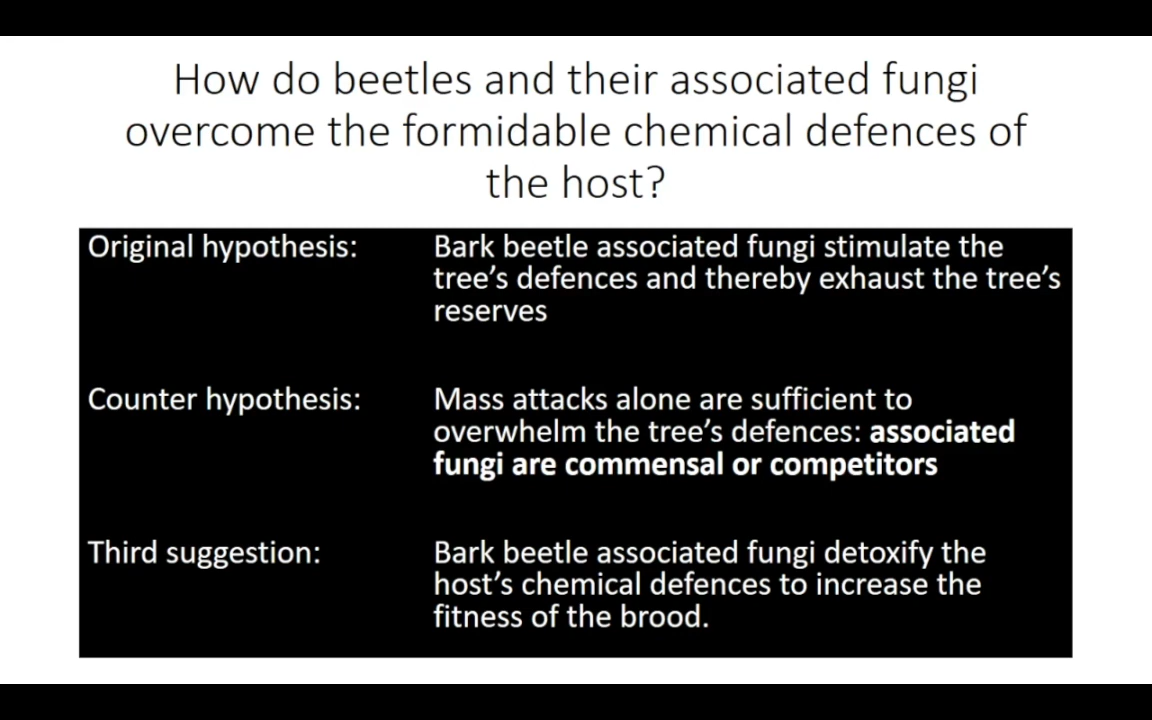 How do beetles and their associated fungi
overcome the formidable chemical defences of
the host?
Original hypothesis:
Bark beetle associated fungi stimulate the
tree’s defences and thereby exhaust the tree’s
reserves
Counter hypothesis:
Mass attacks alone are sufficient to
overwhelm the tree’s defences: associated
fungi are commensal or competitors
Third suggestion:
Bark beetle associated fungi detoxify the
host’s chemical defences to increase the
fitness of the brood.